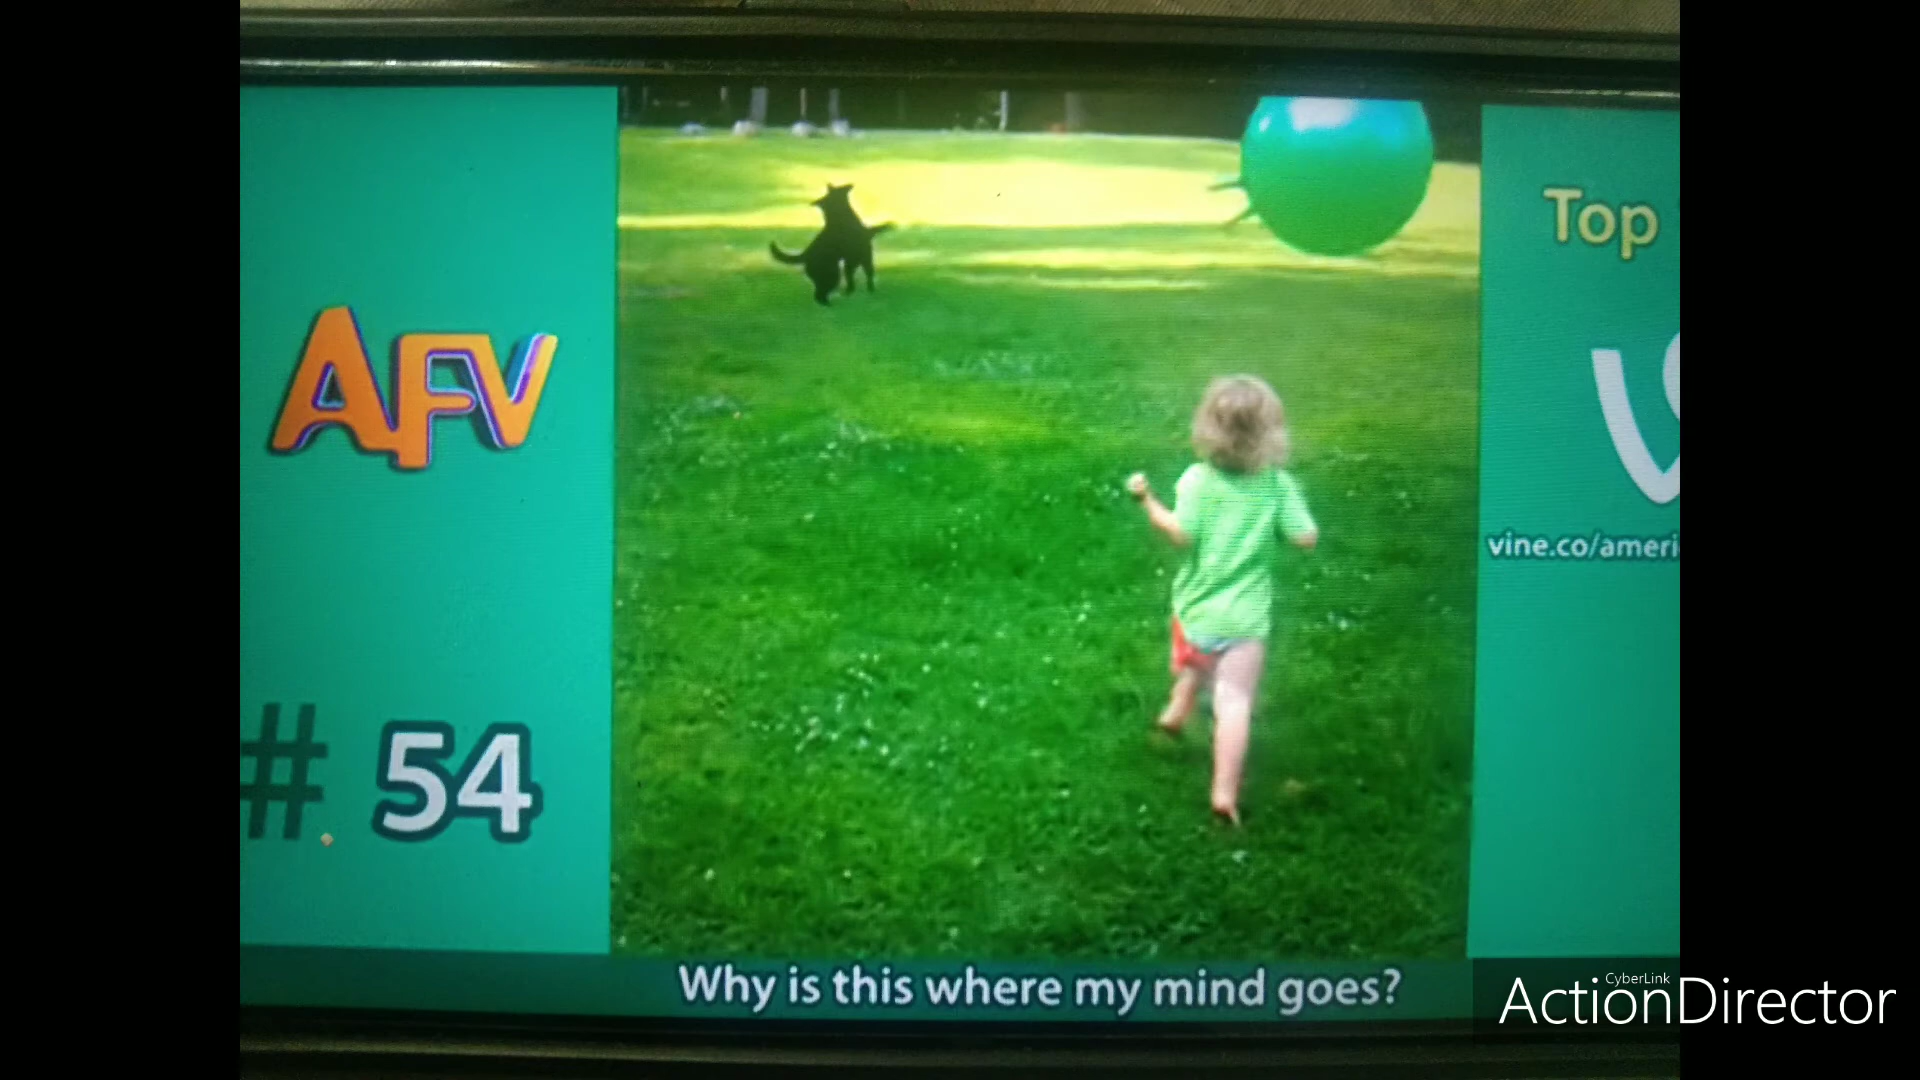 AFV
# 54
Top
vine.co/ameri
Why is this where my mind goes?
CyberLink
ActionDirector